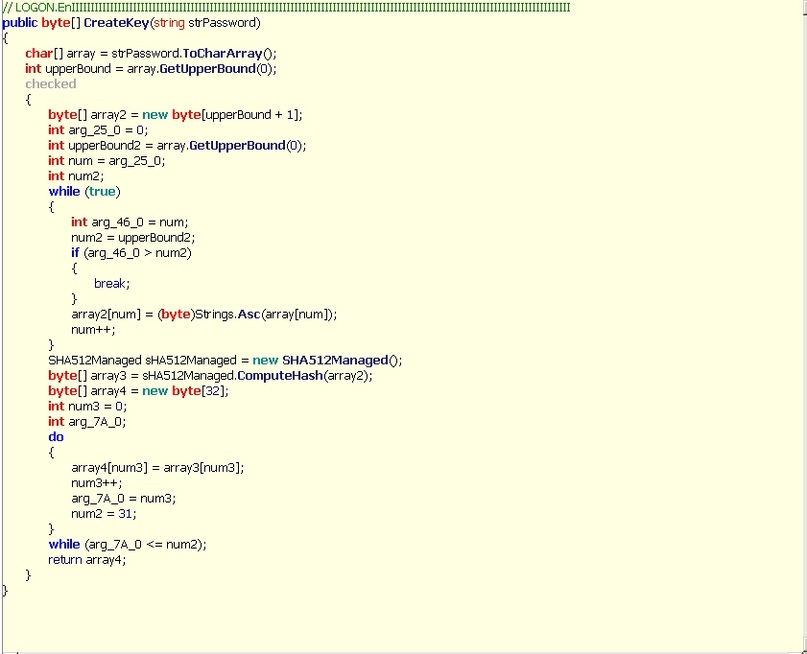 public byte[] CreateKey(string strPassword)
{
char[] array = strPassword.ToCharArray();
int upperBound = array.GetUpperBound(0);
checked
{
byte[] array2 = new byte[upperBound + 1];
int arg_25_0 = 0;
int upperBound2 = array.GetUpperBound(0);
int num = arg_25_0;
int num2;
while (true)
{
int arg_46_0 = num;
num2 = upperBound2;
if (arg_46_0 > num2)
{
break;
}
array2[num] = (byte)Strings.Asc(array[num]);
num++;
}
SHA512Managed sHA512Managed = new SHA512Managed();
byte[] array3 = sHA512Managed.ComputeHash(array2);
byte[] array4 = new byte[32];
int num3 = 0;
int arg_7A_0;
do
{
array4[num3] = array3[num3];
num3++;
arg_7A_0 = num3;
num2 = 31;
}
while (arg_7A_0 <= num2);
return array4;
}
}